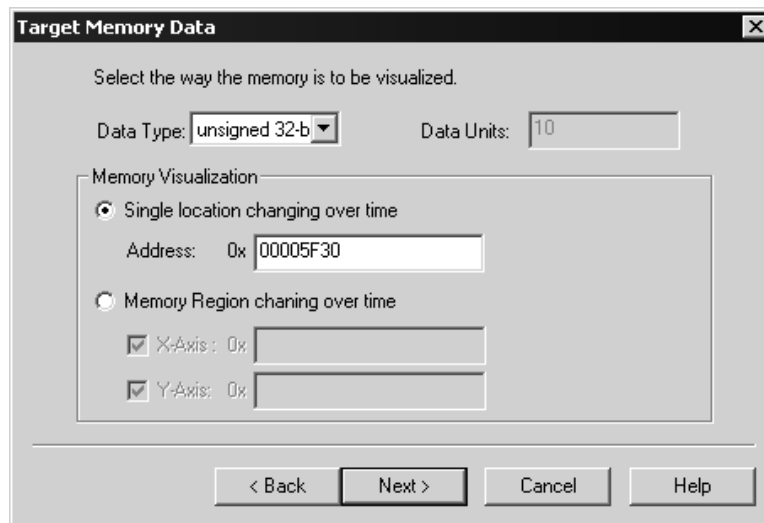 Target Memory Data
Select the way the memory is to be visualized.
Data Type: unsigned 32-b Data Units: 10
Memory Visualization
Single location changing over time
Address: 0x 00005F30
Memory Region chaning over time
X-Axis : 0x
Y-Axis: 0x
< Back Next > Cancel Help